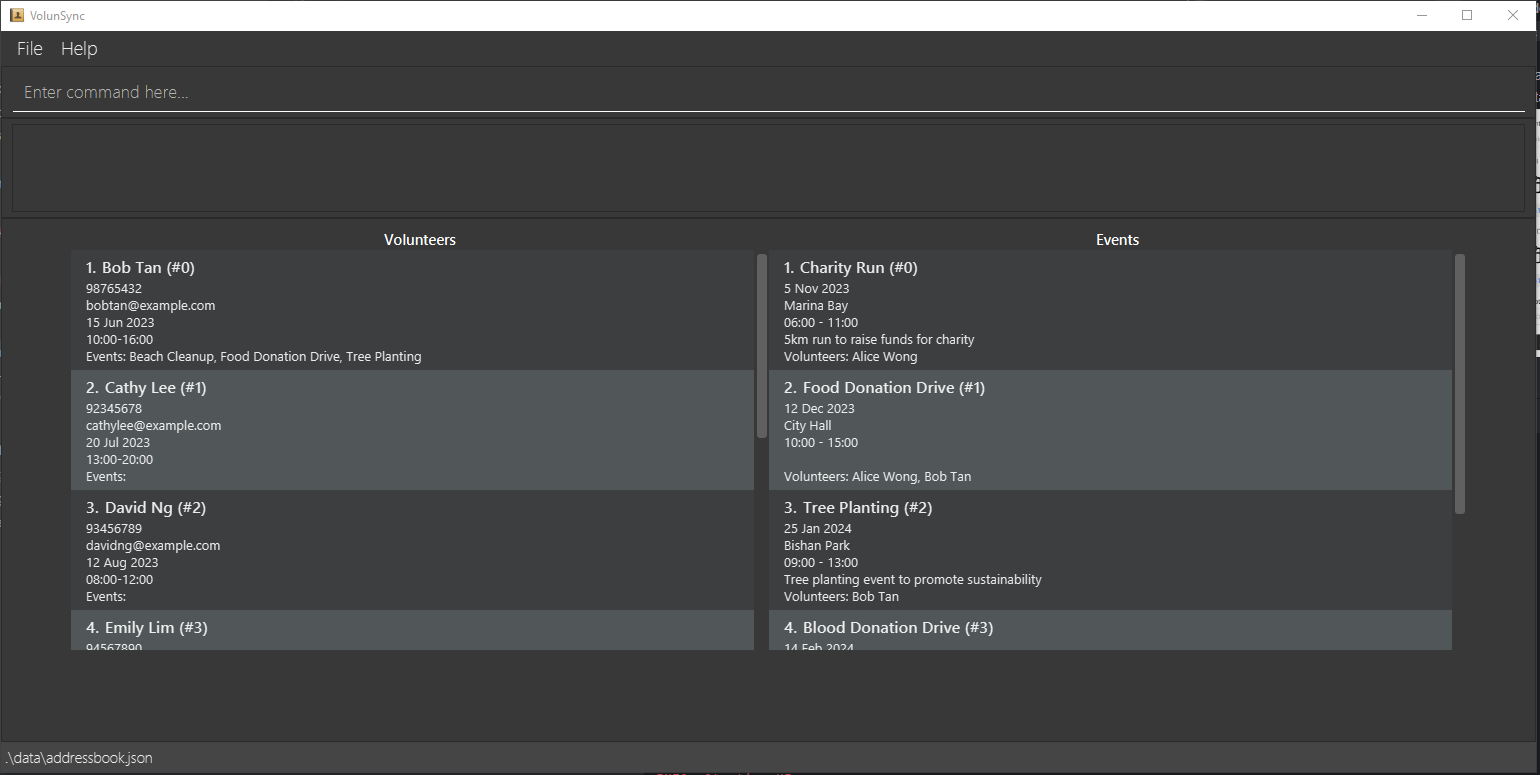 VolunSync
File Help
Enter command here...
Volunteers
1. Bob Tan (#0)
98765432
bobtan@example.com
15 Jun 2023
10:00-16:00
Events: Beach Cleanup, Food Donation Drive, Tree Planting
2. Cathy Lee (#1)
92345678
cathylee@example.com
20 Jul 2023
13:00-20:00
Events:
3. David Ng (#2)
93456789
davidng@example.com
12 Aug 2023
08:00-12:00
Events:
4. Emily Lim (#3)
94567890
Events
1. Charity Run (#0)
5 Nov 2023
Marina Bay
06:00 - 11:00
5km run to raise funds for charity
Volunteers: Alice Wong
2. Food Donation Drive (#1)
12 Dec 2023
City Hall
10:00 - 15:00
Volunteers: Alice Wong, Bob Tan
3. Tree Planting (#2)
25 Jan 2024
Bishan Park
09:00 - 13:00
Tree planting event to promote sustainability
Volunteers: Bob Tan
4. Blood Donation Drive (#3)
14 Feb 2024
.\data\addressbook.json